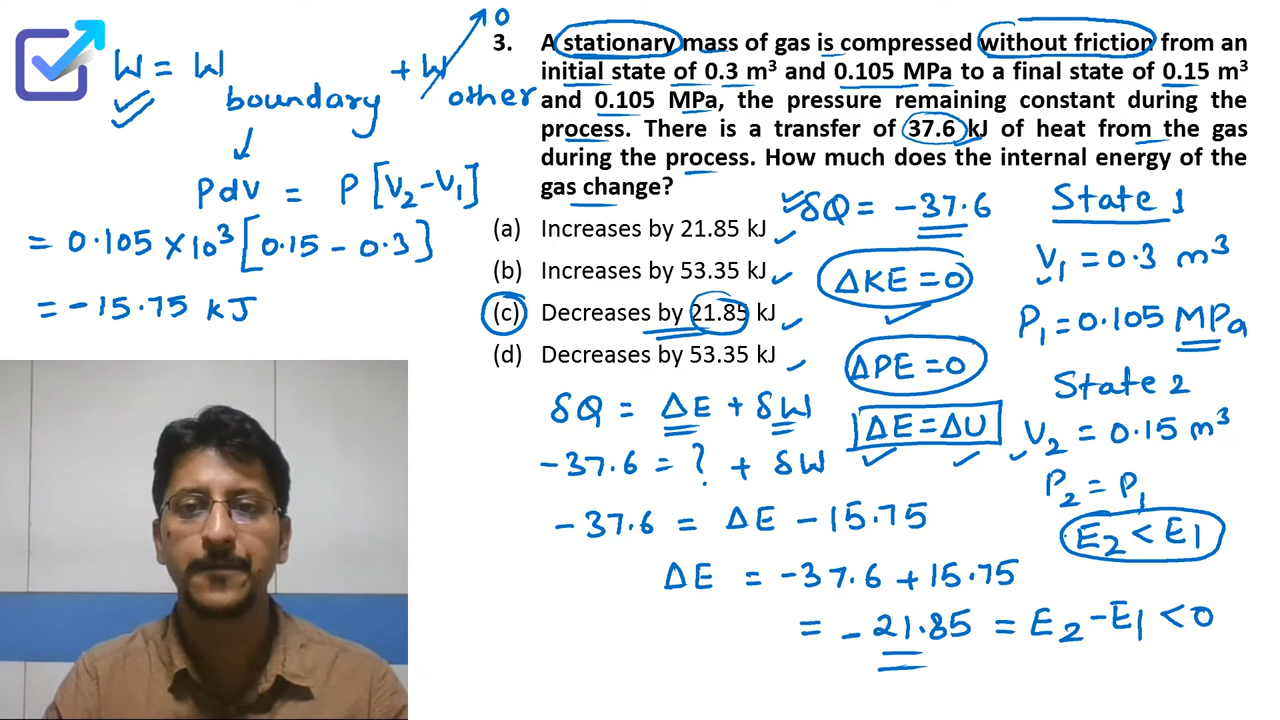 3. A stationary mass of gas is compressed without friction from an
initial state of 0.3 m³ and 0.105 MPa to a final state of 0.15 m³
and 0.105 MPa, the pressure remaining constant during the
process. There is a transfer of 37.6 kJ of heat from the gas
during the process. How much does the internal energy of the
gas change?
(a) Increases by 21.85 kJ
(b) Increases by 53.35 kJ
(c) Decreases by 21.85 kJ
(d) Decreases by 53.35 kJ
W = W boundary + W other → 0
PdV = P[V₂-V₁]
= 0.105 × 10³ [0.15 - 0.3]
= -15.75 kJ
δQ = -37.6
ΔKE = 0
ΔPE = 0
ΔE = ΔU
State 1
V₁ = 0.3 m³
P₁ = 0.105 MPa
State 2
V₂ = 0.15 m³
P₂ = P₁
E₂ < E₁
δQ = ΔE + δW
-37.6 = ? + δW
-37.6 = ΔE - 15.75
ΔE = -37.6 + 15.75
= -21.85 = E₂ - E₁ < 0